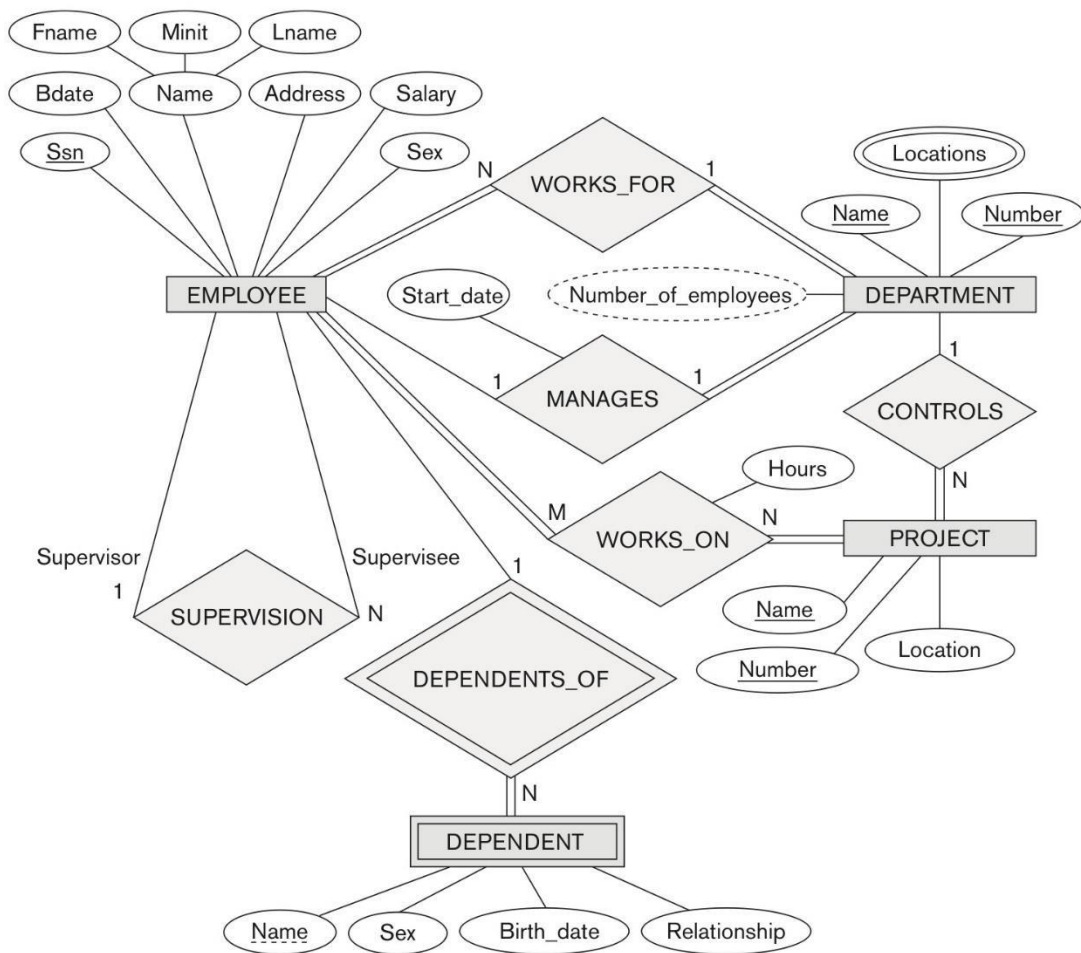 Fname Minit Lname
Bdate Name Address Salary
Ssn Sex
N WORKS_FOR 1
Locations
Name Number
EMPLOYEE
Start_date
Number_of_employees
DEPARTMENT
1 MANAGES 1
1
CONTROLS
N
Hours
M WORKS_ON N
PROJECT
Supervisor Supervisee
1 SUPERVISION N
1
Name
Number
Location
DEPENDENTS_OF
N
DEPENDENT
Name Sex Birth_date Relationship